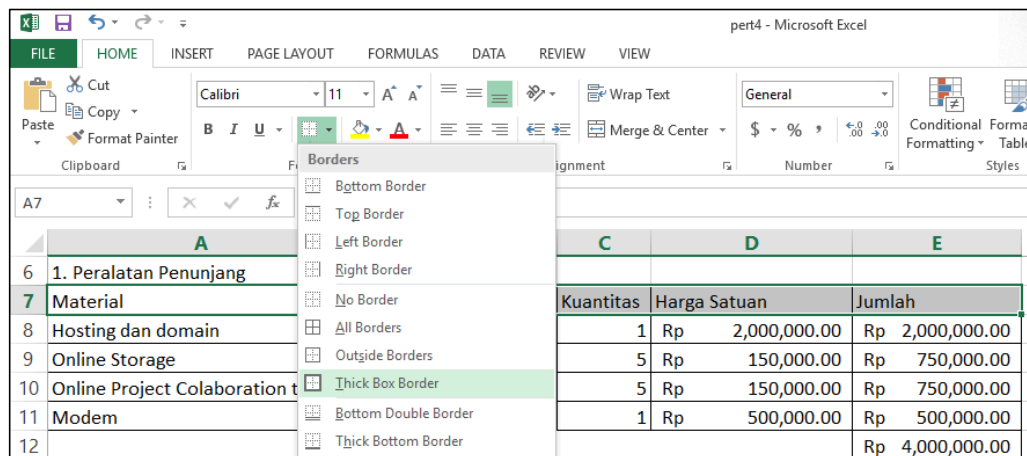 pert4 - Microsoft Excel
FILE HOME INSERT PAGE LAYOUT FORMULAS DATA REVIEW VIEW
Cut
Copy
Format Painter
Paste
Clipboard
Calibri 11
B I U
Wrap Text
Merge & Center
ignment
General
$ % ,
Number
Conditional Forma
Formatting Table
Styles
Borders
Bottom Border
Top Border
Left Border
Right Border
No Border
All Borders
Outside Borders
Thick Box Border
Bottom Double Border
Thick Bottom Border
A7 fx
A C D E
6 1. Peralatan Penunjang
7 Material Kuantitas Harga Satuan Jumlah
8 Hosting dan domain 1 Rp 2,000,000.00 Rp 2,000,000.00
9 Online Storage 5 Rp 150,000.00 Rp 750,000.00
10 Online Project Colaboration t 5 Rp 150,000.00 Rp 750,000.00
11 Modem 1 Rp 500,000.00 Rp 500,000.00
12 Rp 4,000,000.00